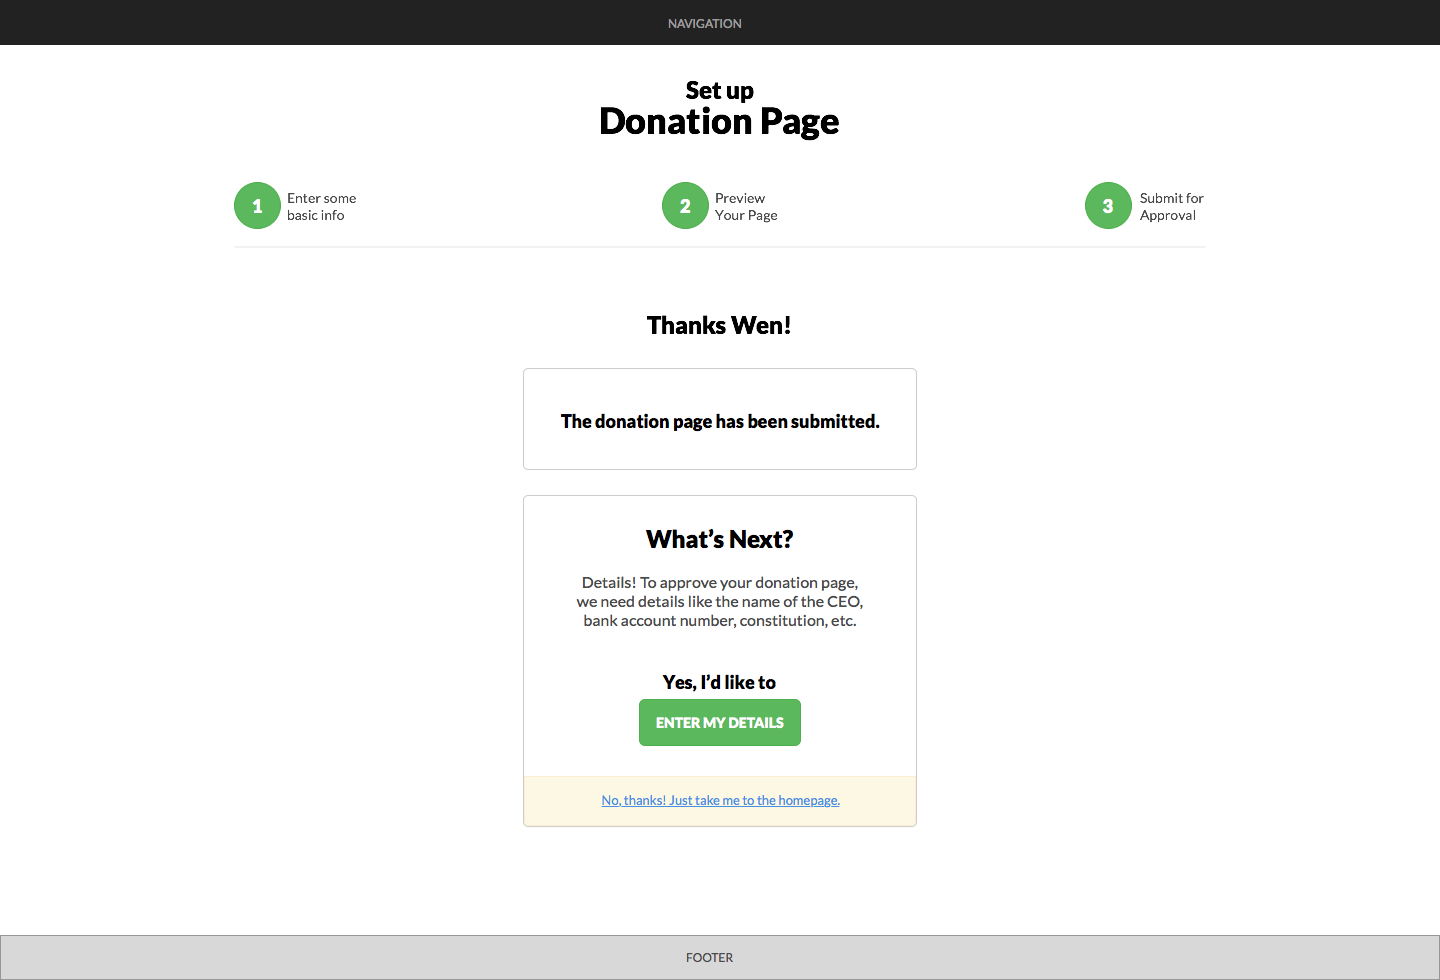 NAVIGATION
Set up
Donation Page
1
Enter some
basic info
2
Preview
Your Page
3
Submit for
Approval
Thanks Wen!
The donation page has been submitted.
What’s Next?
Details! To approve your donation page,
we need details like the name of the CEO,
bank account number, constitution, etc.
Yes, I’d like to
ENTER MY DETAILS
No, thanks! Just take me to the homepage.
FOOTER